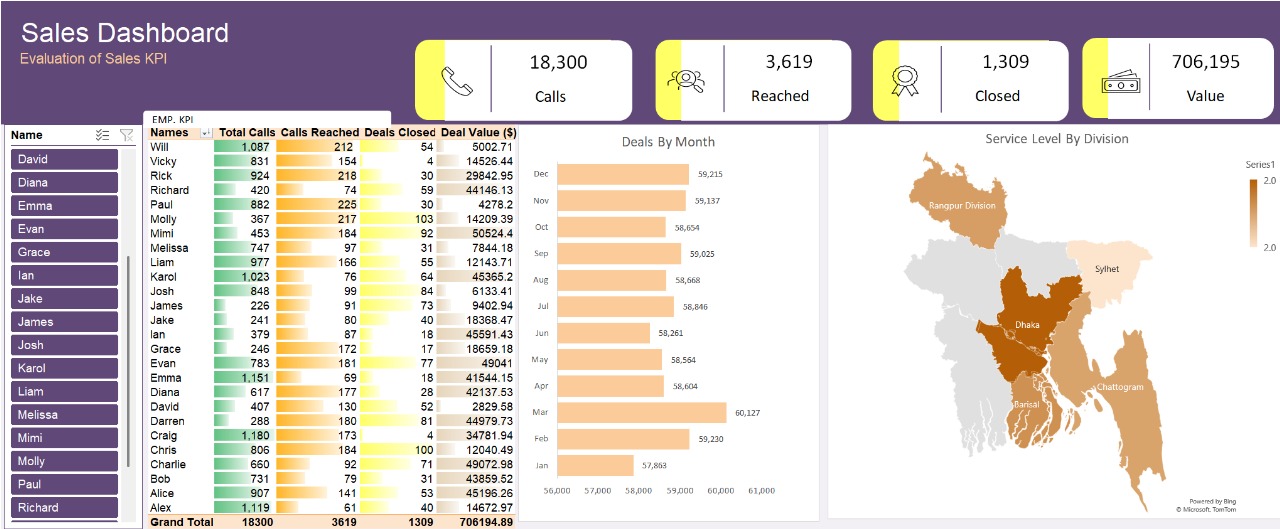 Sales Dashboard
Evaluation of Sales KPI
18,300
Calls
3,619
Reached
1,309
Closed
706,195
Value
Name
David
Diana
Emma
Evan
Grace
Ian
Jake
James
Josh
Karol
Liam
Melissa
Mimi
Molly
Paul
Richard
EMP. KPI
Names Total Calls Calls Reached Deals Closed Deal Value ($)
Will 1,087 212 54 5002.71
Vicky 831 154 4 14526.44
Rick 924 218 30 29842.95
Richard 420 74 59 44146.13
Paul 882 225 30 4278.2
Molly 367 217 103 14209.39
Mimi 453 184 92 50524.4
Melissa 747 97 31 7844.18
Liam 977 166 55 12143.71
Karol 1,023 76 64 45365.2
Josh 848 99 84 6133.41
James 226 91 73 9402.94
Jake 241 80 40 18368.47
Ian 379 87 18 45591.43
Grace 246 172 17 18659.18
Evan 783 181 77 49041
Emma 1,151 69 18 41544.15
Diana 617 177 28 42137.53
David 407 130 52 2829.58
Darren 288 180 81 44979.73
Craig 1,180 173 4 34781.94
Chris 806 184 100 12040.49
Charlie 660 92 71 49072.98
Bob 731 79 79 43859.52
Alice 907 141 53 45196.26
Alex 1,119 61 40 14672.97
Grand Total 18300 3619 1309 706194.89
Deals By Month
Dec 59,215
Nov 59,137
Oct 58,654
Sep 59,025
Aug 58,668
Jul 58,846
Jun 58,261
May 58,564
Apr 58,604
Mar 60,127
Feb 59,230
Jan 57,863
56,000 57,000 58,000 59,000 60,000 61,000
Service Level By Division
Series1
2.0
2.0
Rangpur Division
Sylhet
Dhaka
Chattogram
Barisal
Powered by Bing
© Microsoft, TomTom